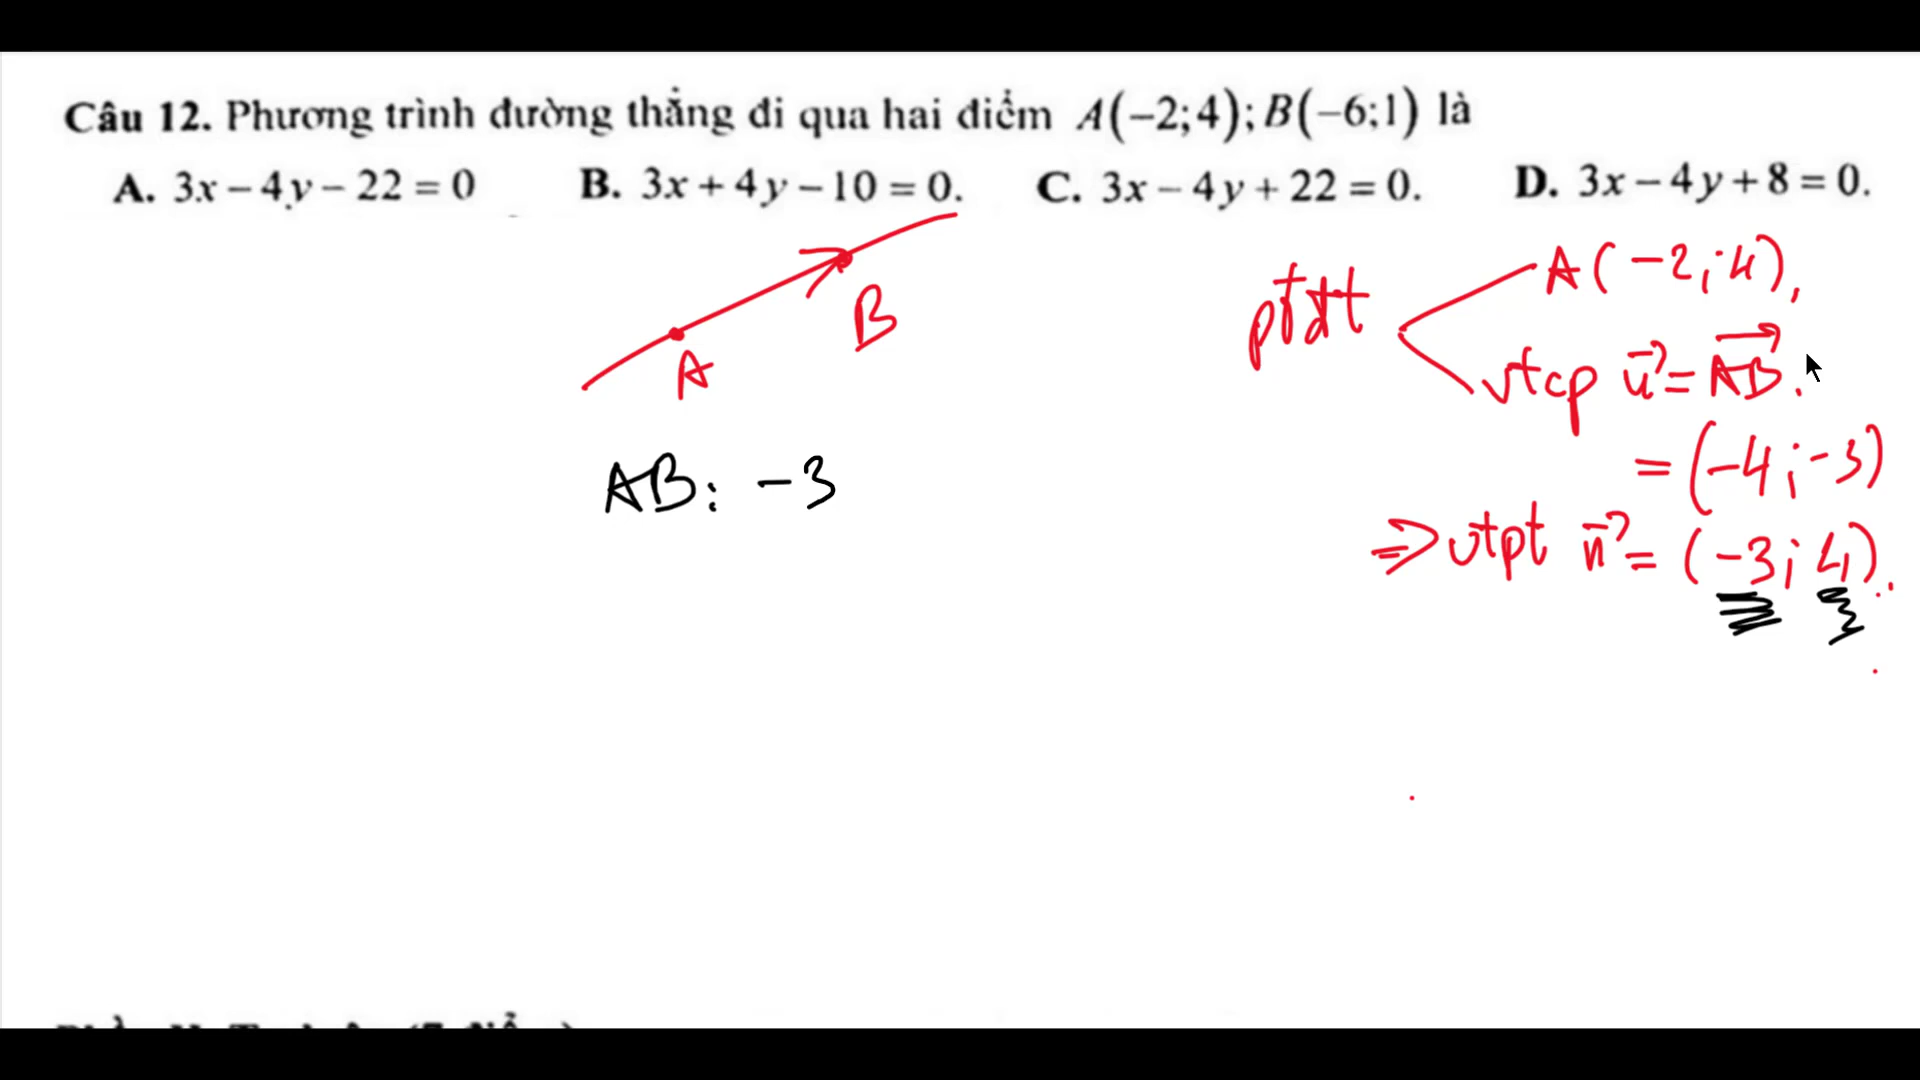 Câu 12. Phương trình đường thẳng đi qua hai điểm A(−2;4); B(−6;1) là
A. 3x − 4y − 22 = 0 B. 3x + 4y − 10 = 0. C. 3x − 4y + 22 = 0. D. 3x − 4y + 8 = 0.
A
B
ptđt
A(−2; 4),
vtcp u⃗ = AB⃗.
= (−4; −3)
⇒ vtpt n⃗ = (−3; 4).
AB: −3